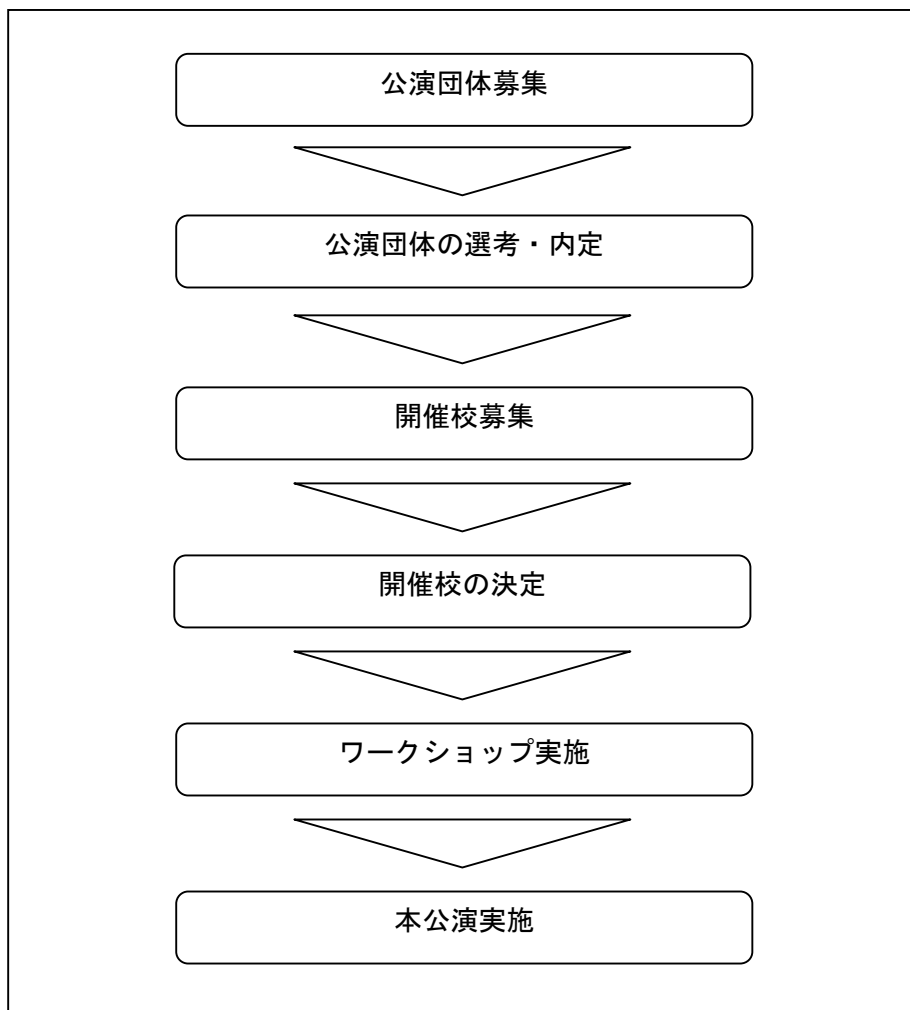 公演団体募集
公演団体の選考・内定
開催校募集
開催校の決定
ワークショップ実施
本公演実施